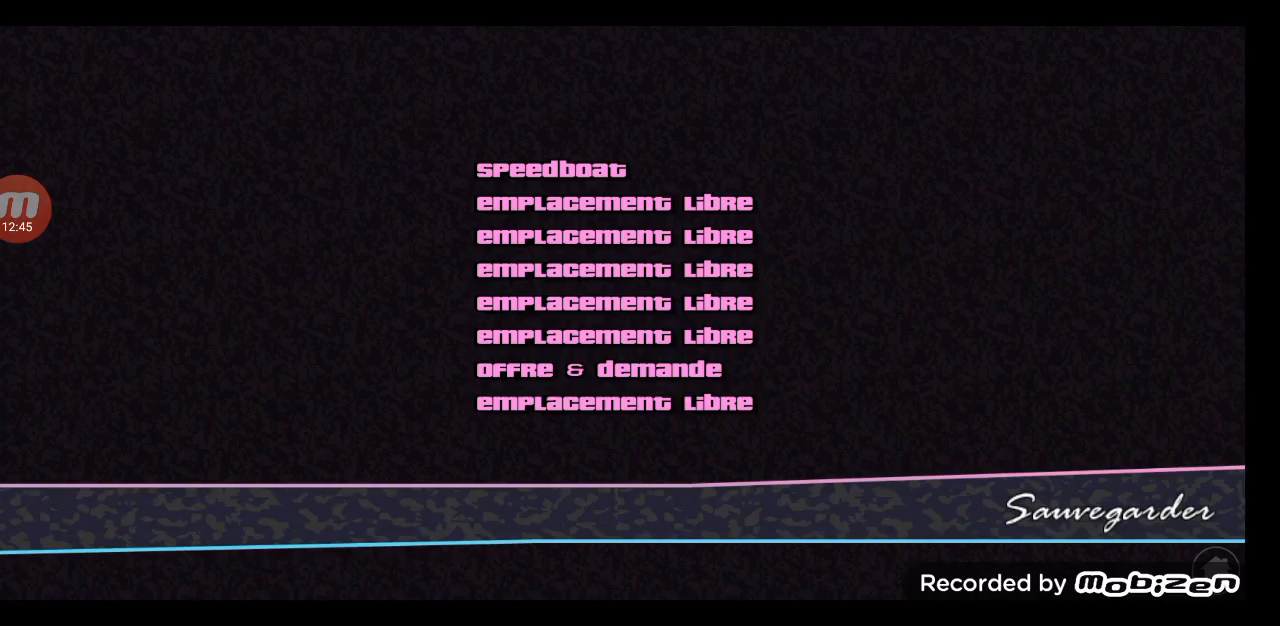 SPeedboat
emPLacement LibRe
emPLacement LibRe
emPLacement LibRe
emPLacement LibRe
emPLacement LibRe
OFFRe & demande
emPLacement LibRe
m
12:45
Sauvegarder
Recorded by mobizen